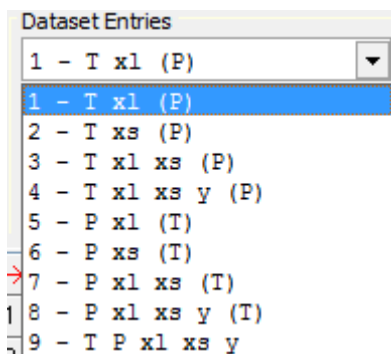 Dataset Entries
1 - T xl (P)
1 - T xl (P)
2 - T xs (P)
3 - T xl xs (P)
4 - T xl xs y (P)
5 - P xl (T)
6 - P xs (T)
7 - P xl xs (T)
8 - P xl xs y (T)
9 - T P xl xs y